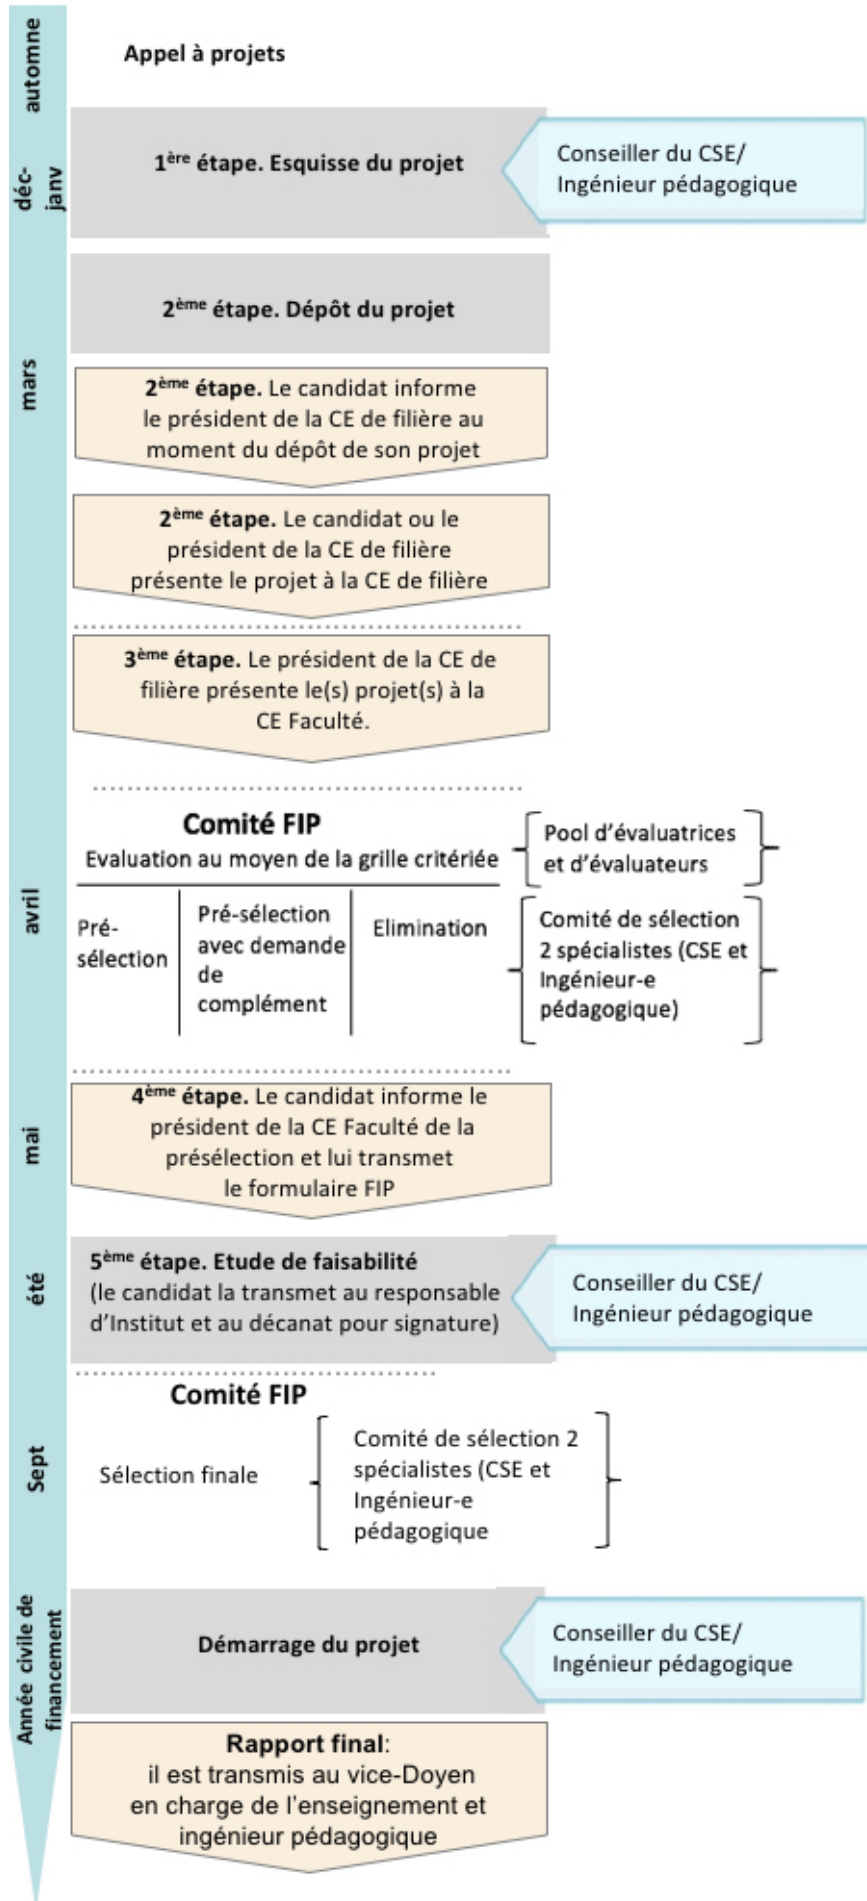 automne
Appel à projets
déc-
janv
1ère étape. Esquisse du projet
Conseiller du CSE/
Ingénieur pédagogique
mars
2ème étape. Dépôt du projet
2ème étape. Le candidat informe
le président de la CE de filière au
moment du dépôt de son projet
2ème étape. Le candidat ou le
président de la CE de filière
présente le projet à la CE de filière
3ème étape. Le président de la CE de
filière présente le(s) projet(s) à la
CE Faculté.
avril
Comité FIP
Evaluation au moyen de la grille critériée
Pool d'évaluatrices
et d'évaluateurs
Pré-
sélection
Pré-sélection
avec demande
de
complément
Elimination
Comité de sélection
2 spécialistes (CSE et
Ingénieur-e
pédagogique)
mai
4ème étape. Le candidat informe le
président de la CE Faculté de la
présélection et lui transmet
le formulaire FIP
été
5ème étape. Etude de faisabilité
(le candidat la transmet au responsable
d'Institut et au décanat pour signature)
Conseiller du CSE/
Ingénieur pédagogique
Sept
Comité FIP
Sélection finale
Comité de sélection 2
spécialistes (CSE et
Ingénieur-e
pédagogique
Année civile de
financement
Démarrage du projet
Conseiller du CSE/
Ingénieur pédagogique
Rapport final:
il est transmis au vice-Doyen
en charge de l'enseignement et
ingénieur pédagogique